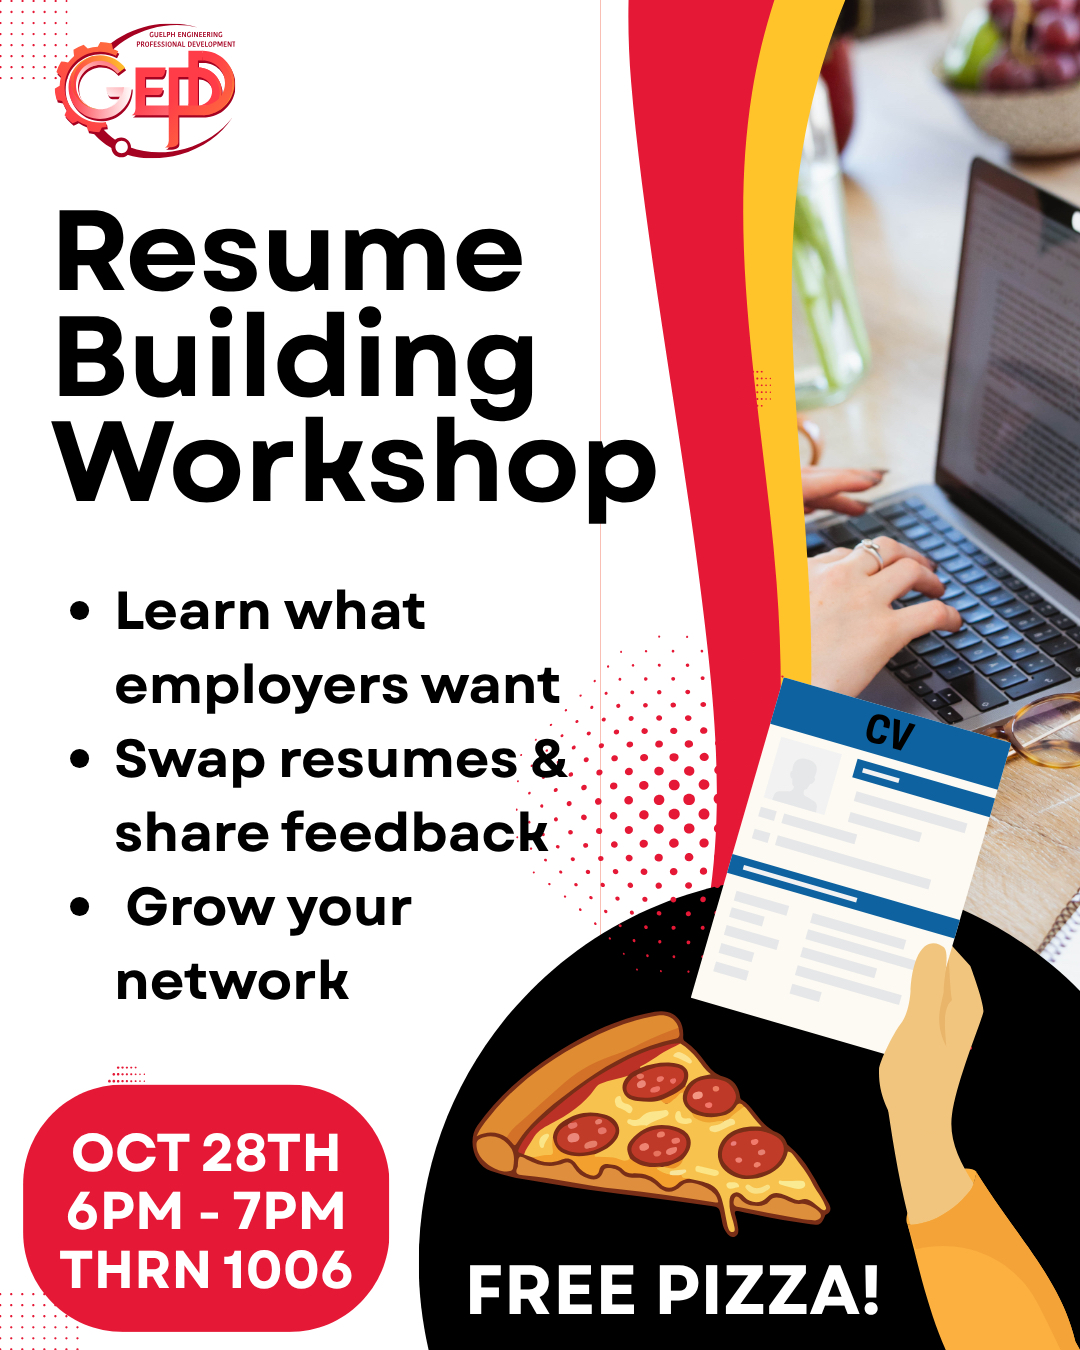 GUELPH ENGINEERING
PROFESSIONAL DEVELOPMENT
GEPD
Resume
Building
Workshop
Learn what
employers want
Swap resumes &
share feedback
Grow your
network
CV
OCT 28TH
6PM - 7PM
THRN 1006
FREE PIZZA!